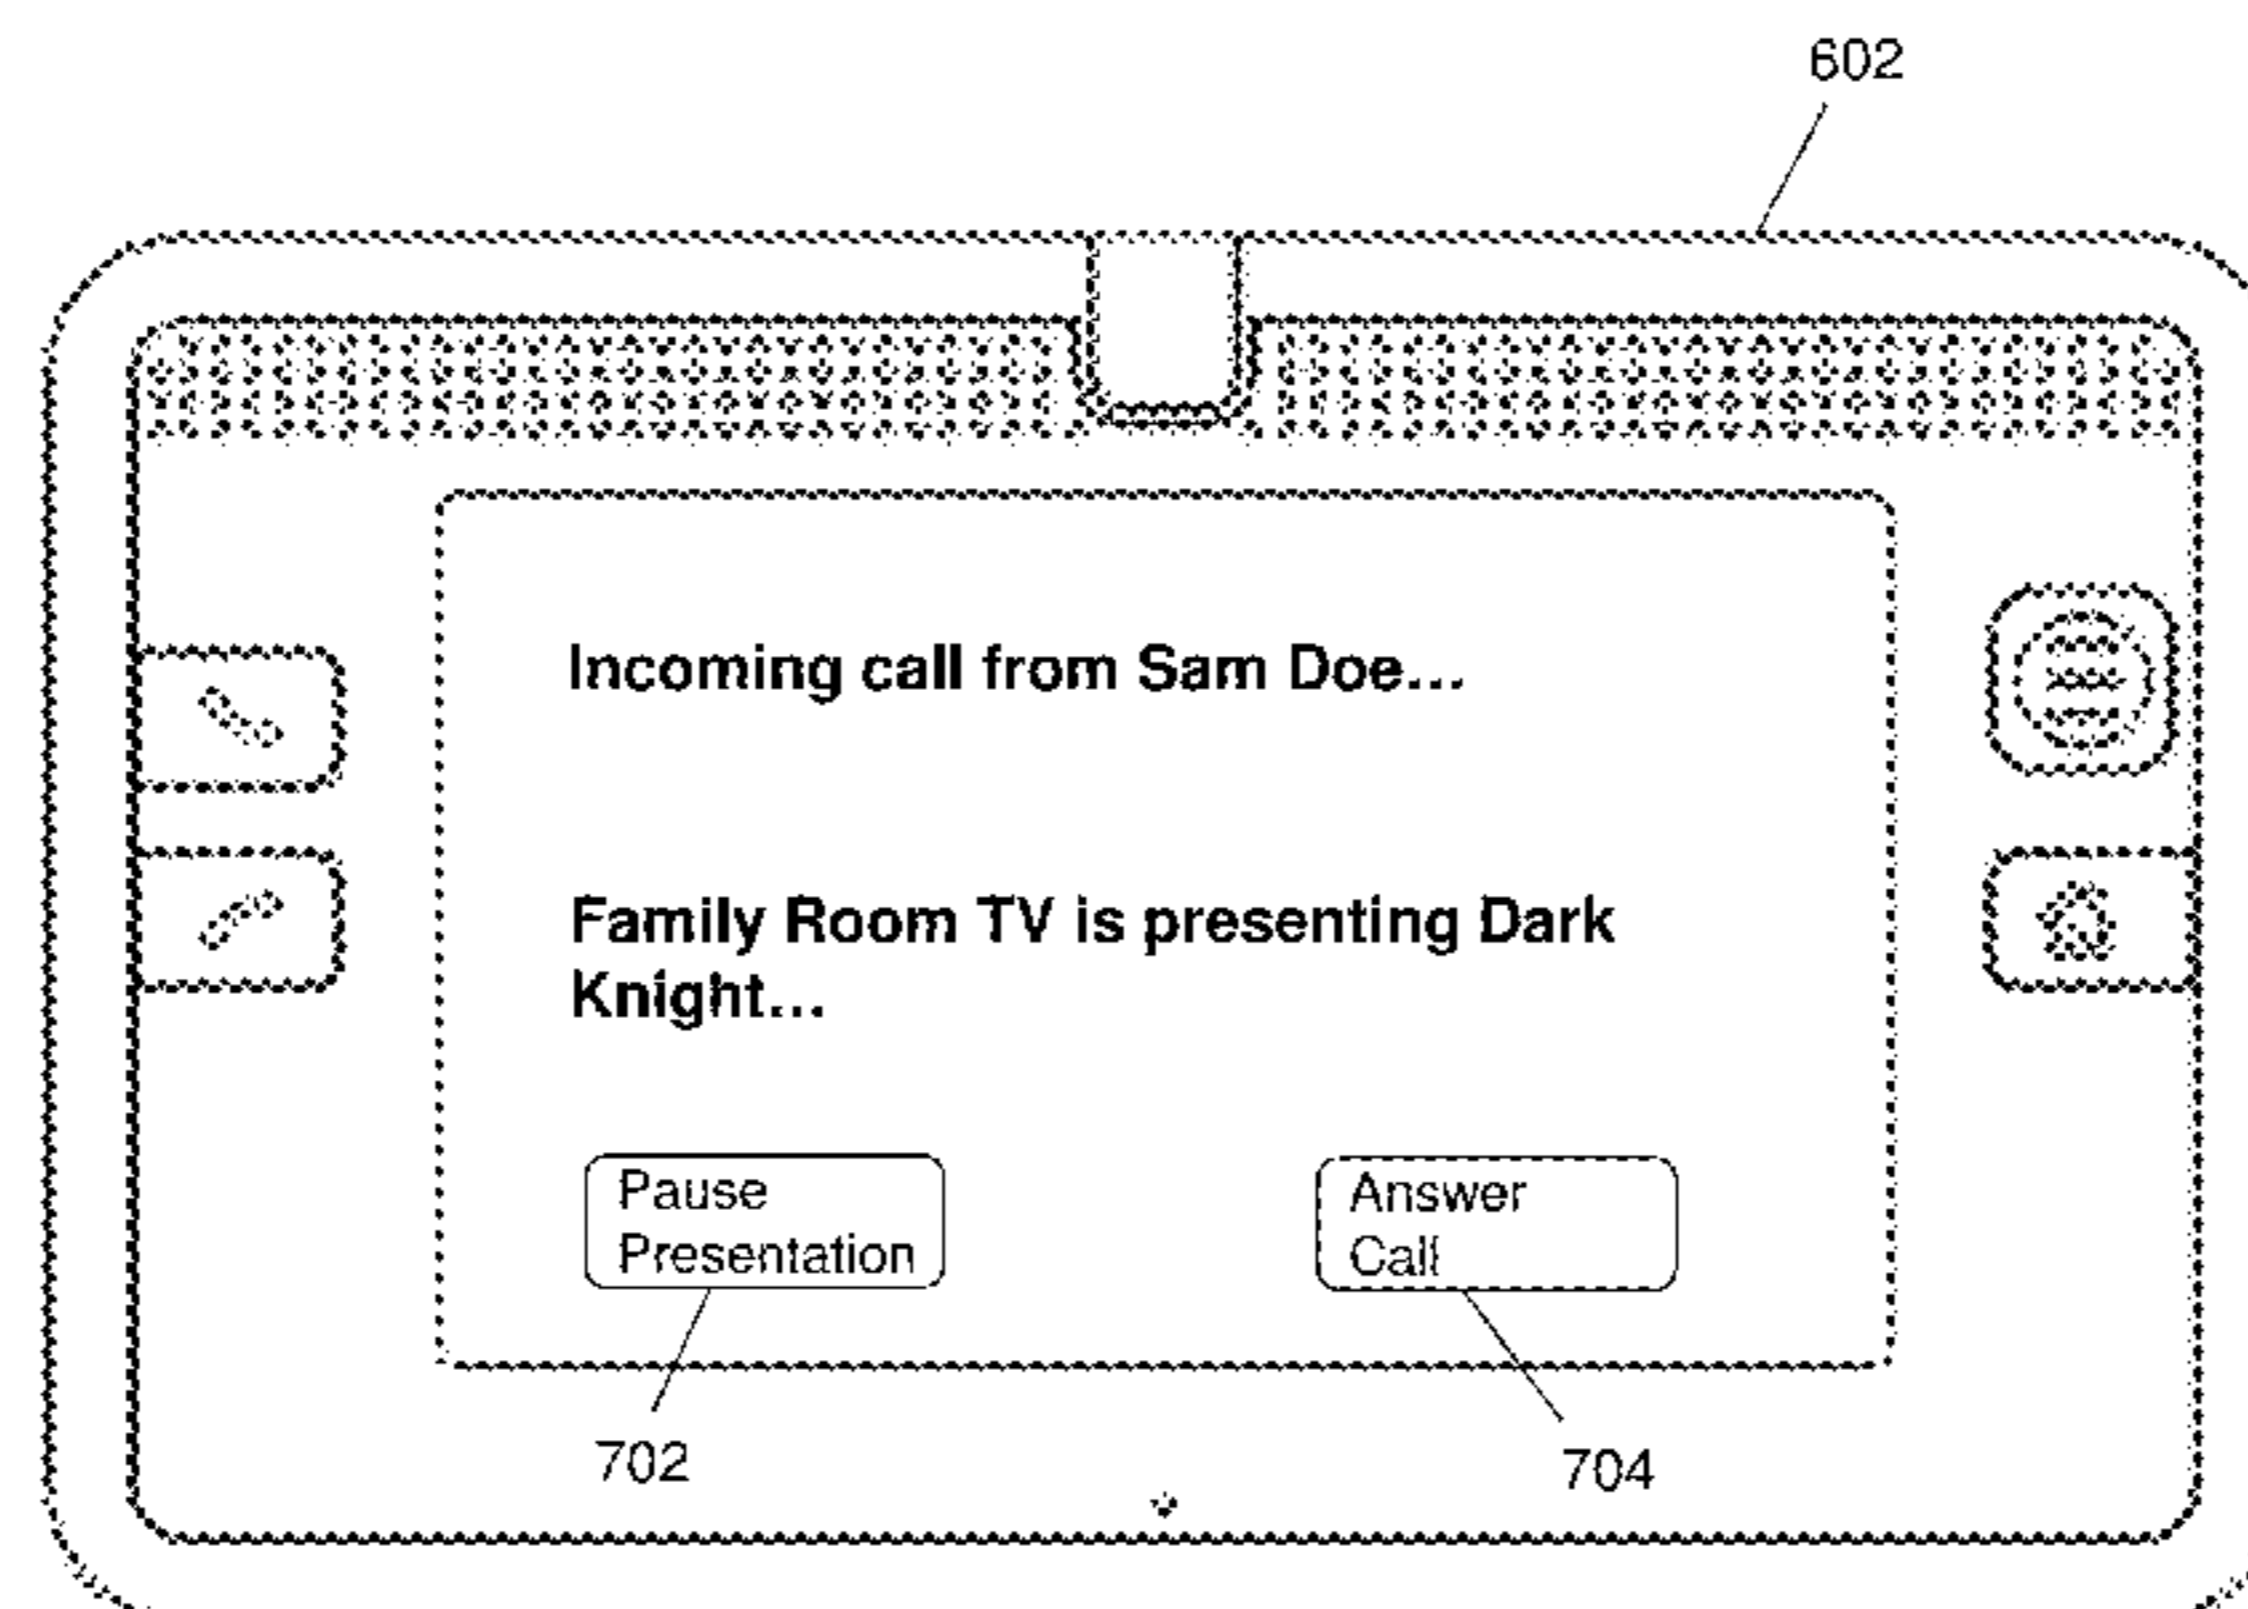 602
Incoming call from Sam Doe...
Family Room TV is presenting Dark
Knight...
Pause
Presentation
Answer
Call
702
704